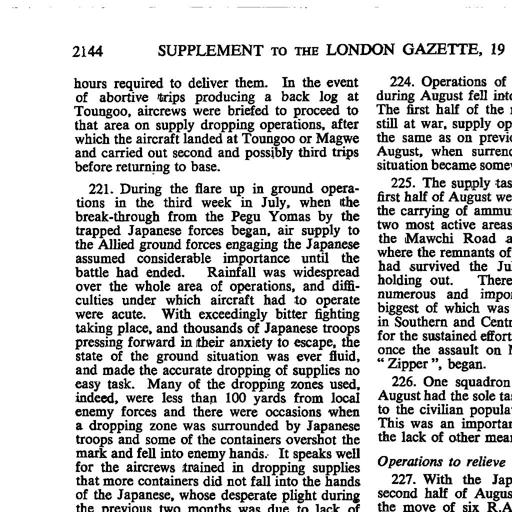 2144 SUPPLEMENT TO THE LONDON GAZETTE, 19
hours required to deliver them. In the event
of abortive trips producing a back log at
Toungoo, aircrews were briefed to proceed to
that area on supply dropping operations, after
which the aircraft landed at Toungoo or Magwe
and carried out second and possibly third trips
before returning to base.
221. During the flare up in ground opera-
tions in the third week in July, when the
break-through from the Pegu Yomas by the
trapped Japanese forces began, air supply to
the Allied ground forces engaging the Japanese
assumed considerable importance until the
battle had ended. Rainfall was widespread
over the whole area of operations, and diffi-
culties under which aircraft had to operate
were acute. With exceedingly bitter fighting
taking place, and thousands of Japanese troops
pressing forward in their anxiety to escape, the
state of the ground situation was ever fluid,
and made the accurate dropping of supplies no
easy task. Many of the dropping zones used,
indeed, were less than 100 yards from local
enemy forces and there were occasions when
a dropping zone was surrounded by Japanese
troops and some of the containers overshot the
mark and fell into enemy hands. It speaks well
for the aircrews trained in dropping supplies
that more containers did not fall into the hands
of the Japanese, whose desperate plight during
the previous two months was due to lack of
224. Operations of
during August fell into
The first half of the
still at war, supply op
the same as on previ
August, when surren
situation became some
225. The supply tas
first half of August we
the carrying of ammu
two most active areas
the Mawchi Road a
where the remnants of
had survived the Ju
holding out. There
numerous and impo
biggest of which was
in Southern and Centr
for the sustained effort
once the assault on
"Zipper", began.
226. One squadron
August had the sole ta
to the civilian popula
This was an importan
the lack of other mea
Operations to relieve
227. With the Jap
second half of Augus
the move of six R.A